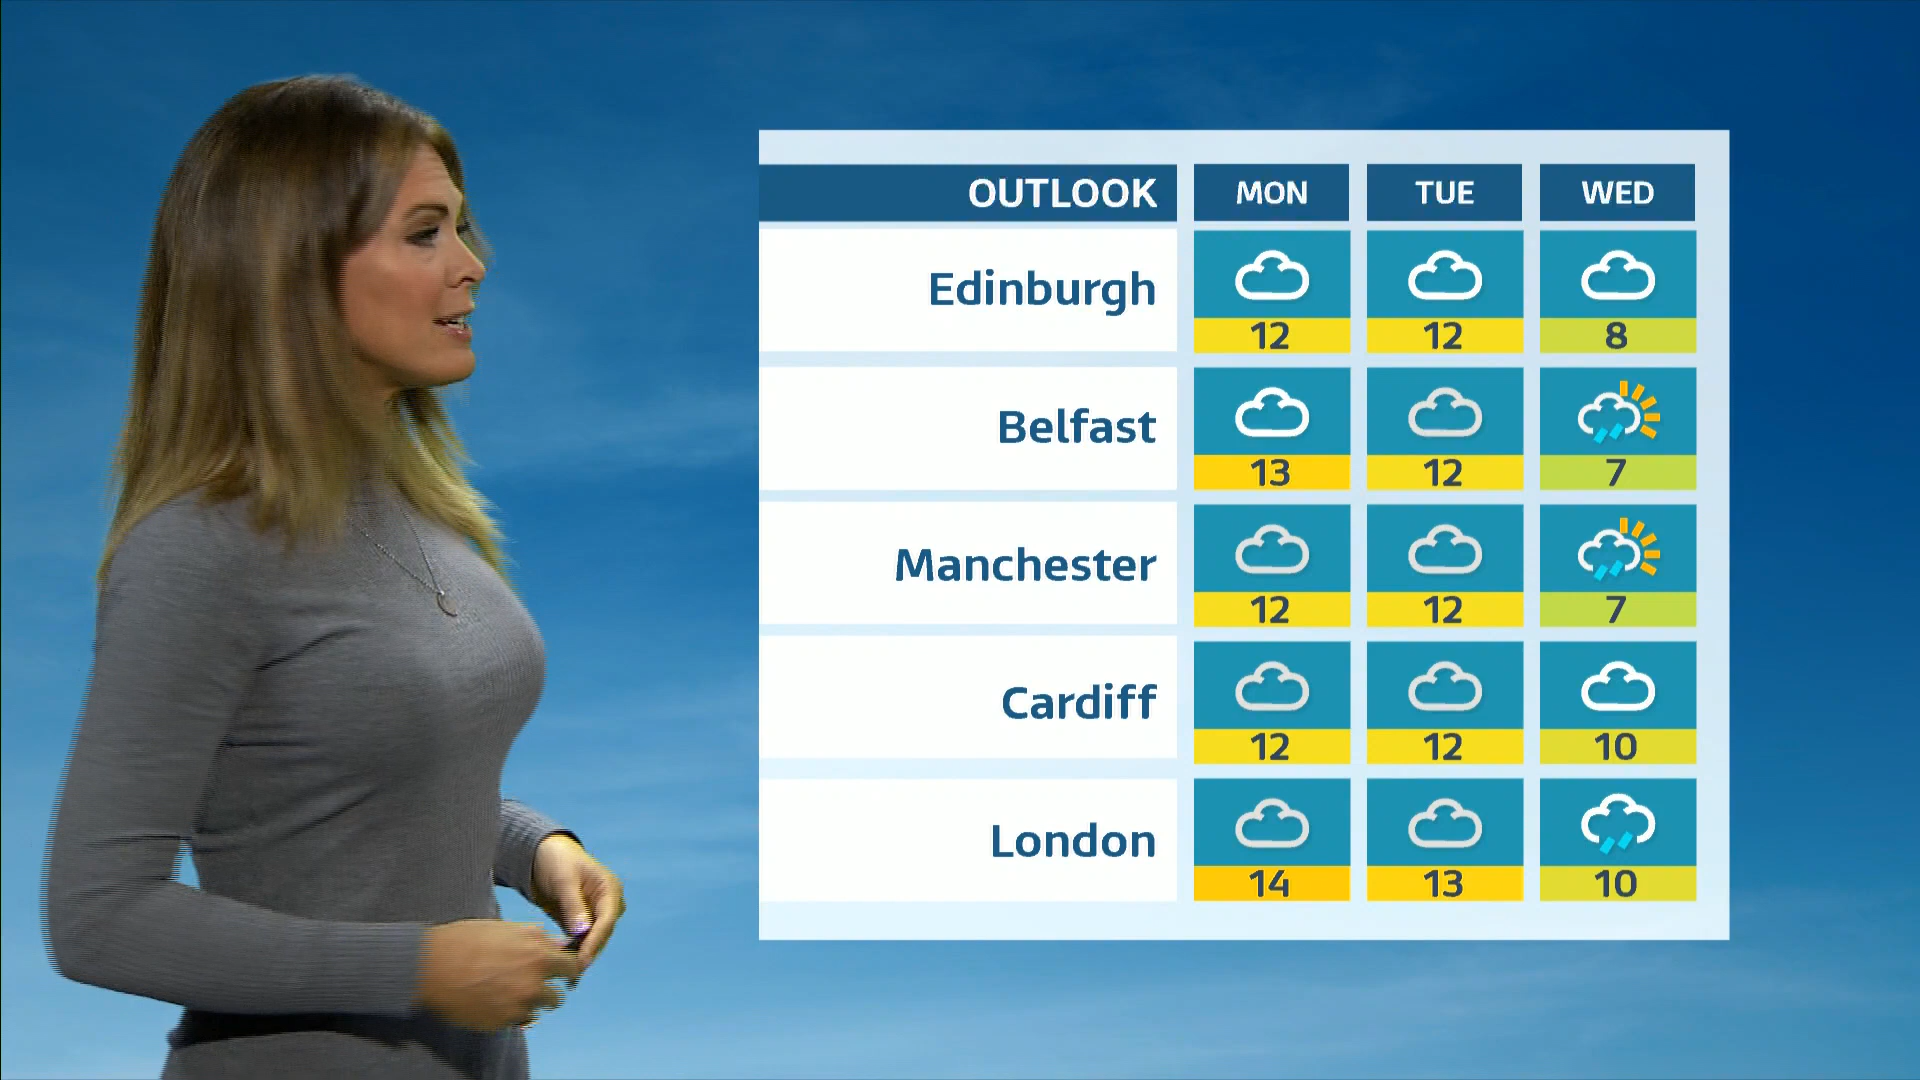 OUTLOOK MON TUE WED
Edinburgh 12 12 8
Belfast 13 12 7
Manchester 12 12 7
Cardiff 12 12 10
London 14 13 10